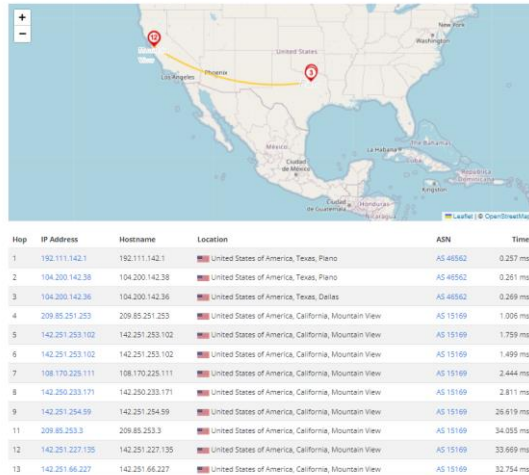 +
−
New York
Washington
United States
12
Mountain
View
3
Los Angeles
Phoenix
México
Ciudad
de México
La Habana
The Bahamas
Cuba
República
Dominicana
Kingston
Ciudad
de Guatemala
Honduras
Nicaragua
Leaflet | © OpenStreetMap
Hop IP Address Hostname Location ASN Time
1 192.111.142.1 192.111.142.1 United States of America, Texas, Plano AS 46562 0.257 ms
2 104.200.142.38 104.200.142.38 United States of America, Texas, Plano AS 46562 0.261 ms
3 104.200.142.36 104.200.142.36 United States of America, Texas, Dallas AS 46562 0.269 ms
4 209.85.251.253 209.85.251.253 United States of America, California, Mountain View AS 15169 1.006 ms
5 142.251.253.102 142.251.253.102 United States of America, California, Mountain View AS 15169 1.759 ms
6 142.251.253.102 142.251.253.102 United States of America, California, Mountain View AS 15169 1.499 ms
7 108.170.225.111 108.170.225.111 United States of America, California, Mountain View AS 15169 2.444 ms
8 142.250.233.171 142.250.233.171 United States of America, California, Mountain View AS 15169 2.811 ms
9 142.251.254.59 142.251.254.59 United States of America, California, Mountain View AS 15169 26.619 ms
11 209.85.253.3 209.85.253.3 United States of America, California, Mountain View AS 15169 34.055 ms
12 142.251.227.135 142.251.227.135 United States of America, California, Mountain View AS 15169 33.669 ms
13 142.251.66.227 142.251.66.227 United States of America, California, Mountain View AS 15169 32.754 ms